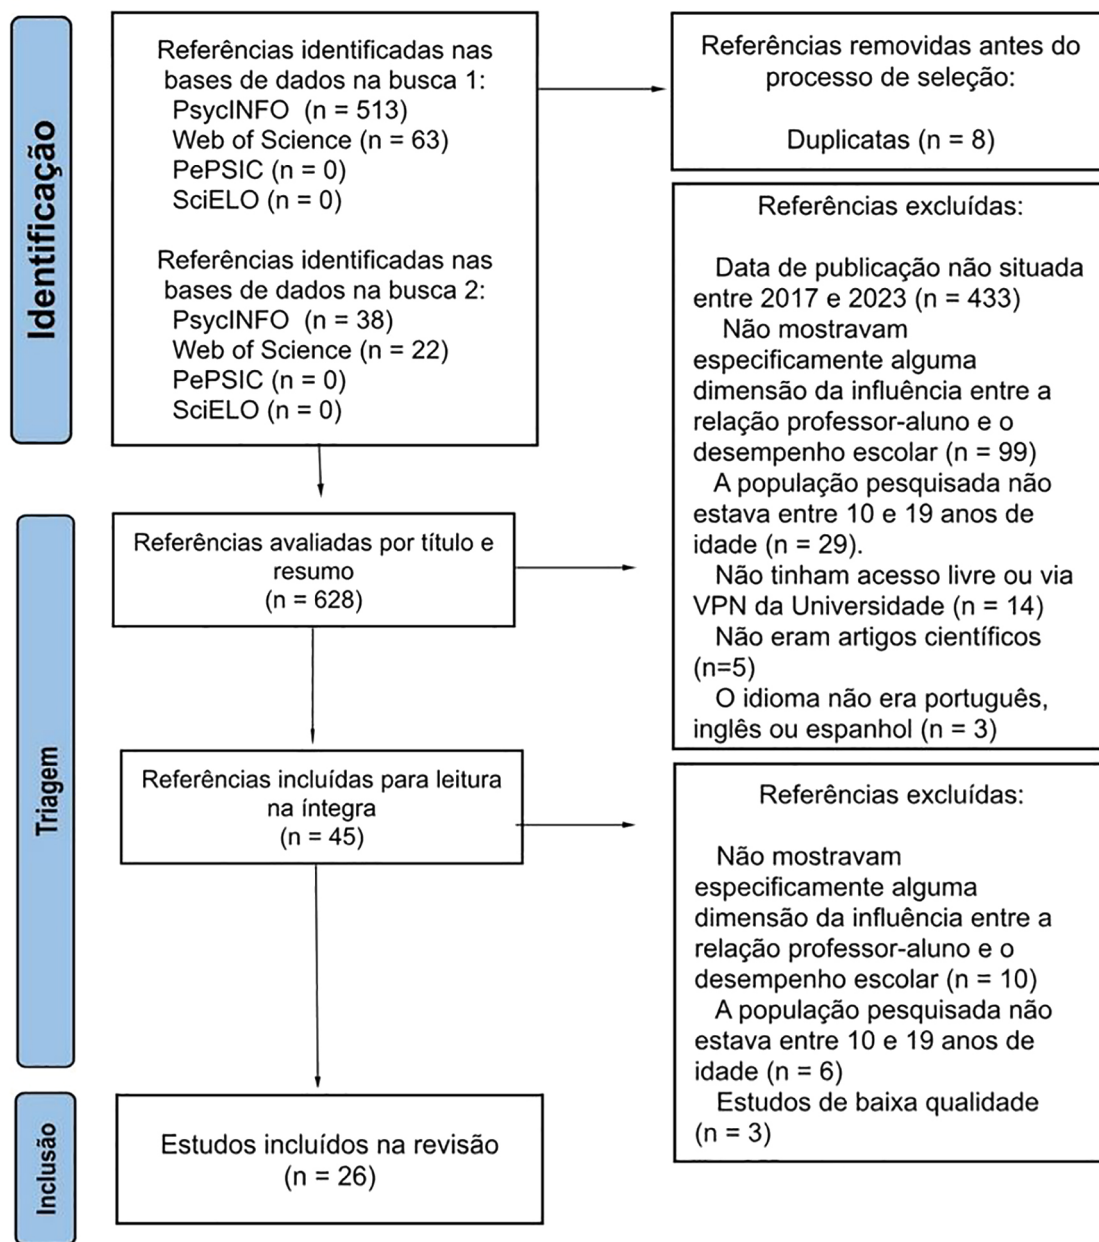 Identificação
Referências identificadas nas
bases de dados na busca 1:
PsycINFO (n = 513)
Web of Science (n = 63)
PePSIC (n = 0)
SciELO (n = 0)
Referências identificadas nas
bases de dados na busca 2:
PsycINFO (n = 38)
Web of Science (n = 22)
PePSIC (n = 0)
SciELO (n = 0)
Referências removidas antes do
processo de seleção:
Duplicatas (n = 8)
Triagem
Referências avaliadas por título e
resumo
(n = 628)
Referências excluídas:
Data de publicação não situada
entre 2017 e 2023 (n = 433)
Não mostravam
especificamente alguma
dimensão da influência entre a
relação professor-aluno e o
desempenho escolar (n = 99)
A população pesquisada não
estava entre 10 e 19 anos de
idade (n = 29).
Não tinham acesso livre ou via
VPN da Universidade (n = 14)
Não eram artigos científicos
(n=5)
O idioma não era português,
inglês ou espanhol (n = 3)
Referências incluídas para leitura
na íntegra
(n = 45)
Referências excluídas:
Não mostravam
especificamente alguma
dimensão da influência entre a
relação professor-aluno e o
desempenho escolar (n = 10)
A população pesquisada não
estava entre 10 e 19 anos de
idade (n = 6)
Estudos de baixa qualidade
(n = 3)
Inclusão
Estudos incluídos na revisão
(n = 26)